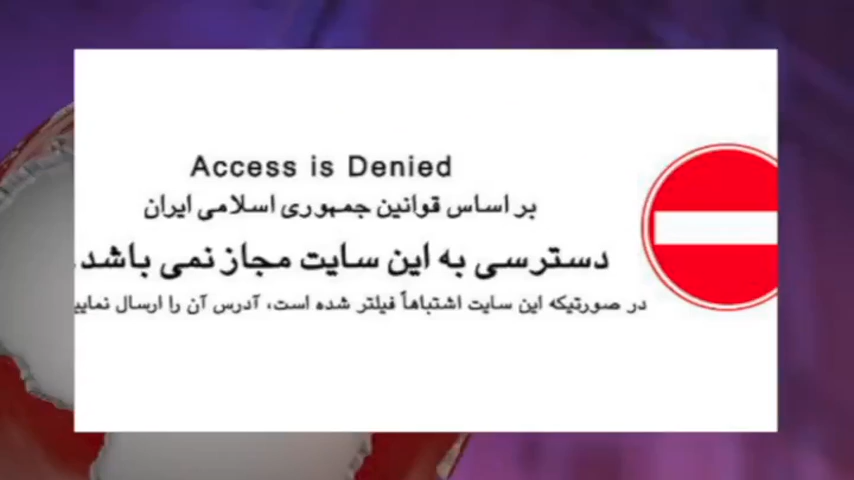 Access is Denied
بر اساس قوانین جمهوری اسلامی ایران
دسترسی به این سایت مجاز نمی باشد.
در صورتیکه این سایت اشتباهاً فیلتر شده است، آدرس آن را ارسال